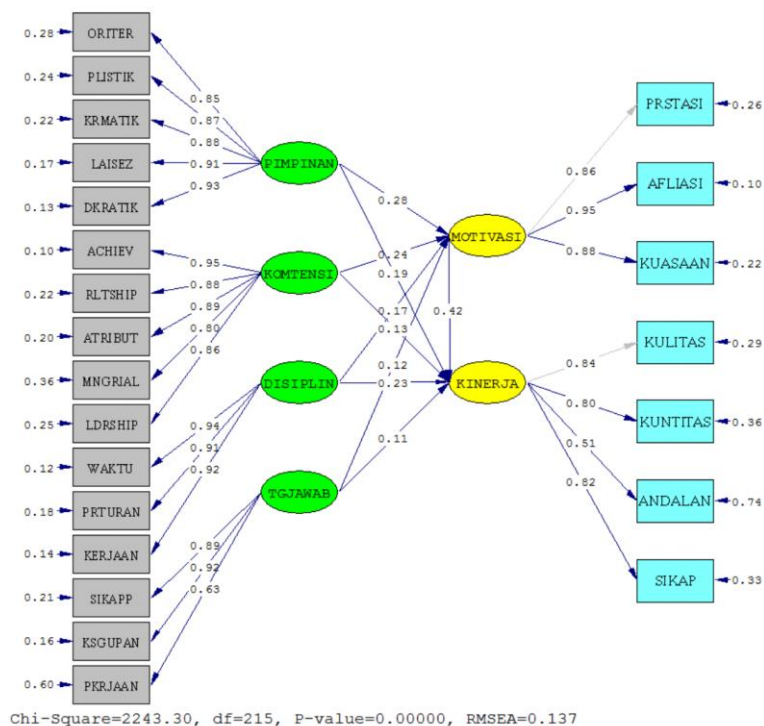 0.28 ORITER
0.24 PLISTIK
0.22 KRMATIK
0.17 LAISEZ
0.13 DKRATIK
0.10 ACHIEV
0.22 RLTSHIP
0.20 ATRIBUT
0.36 MNGRIAL
0.25 LDRSHIP
0.12 WAKTU
0.18 PRTURAN
0.14 KERJAAN
0.21 SIKAPP
0.16 KSGUPAN
0.60 PKRJAAN
0.85
0.87
0.88
0.91
0.93
0.95
0.88
0.89
0.80
0.86
0.94
0.91
0.92
0.89
0.92
0.63
PIMPINAN
KOMTENSI
DISIPLIN
TGJAWAB
0.28
0.24
0.19
0.17
0.13
0.12
0.23
0.11
0.42
MOTIVASI
KINERJA
0.86
0.95
0.88
0.84
0.80
0.51
0.82
PRSTASI 0.26
AFLIASI 0.10
KUASAAN 0.22
KULITAS 0.29
KUNTITAS 0.36
ANDALAN 0.74
SIKAP 0.33
Chi-Square=2243.30, df=215, P-value=0.00000, RMSEA=0.137